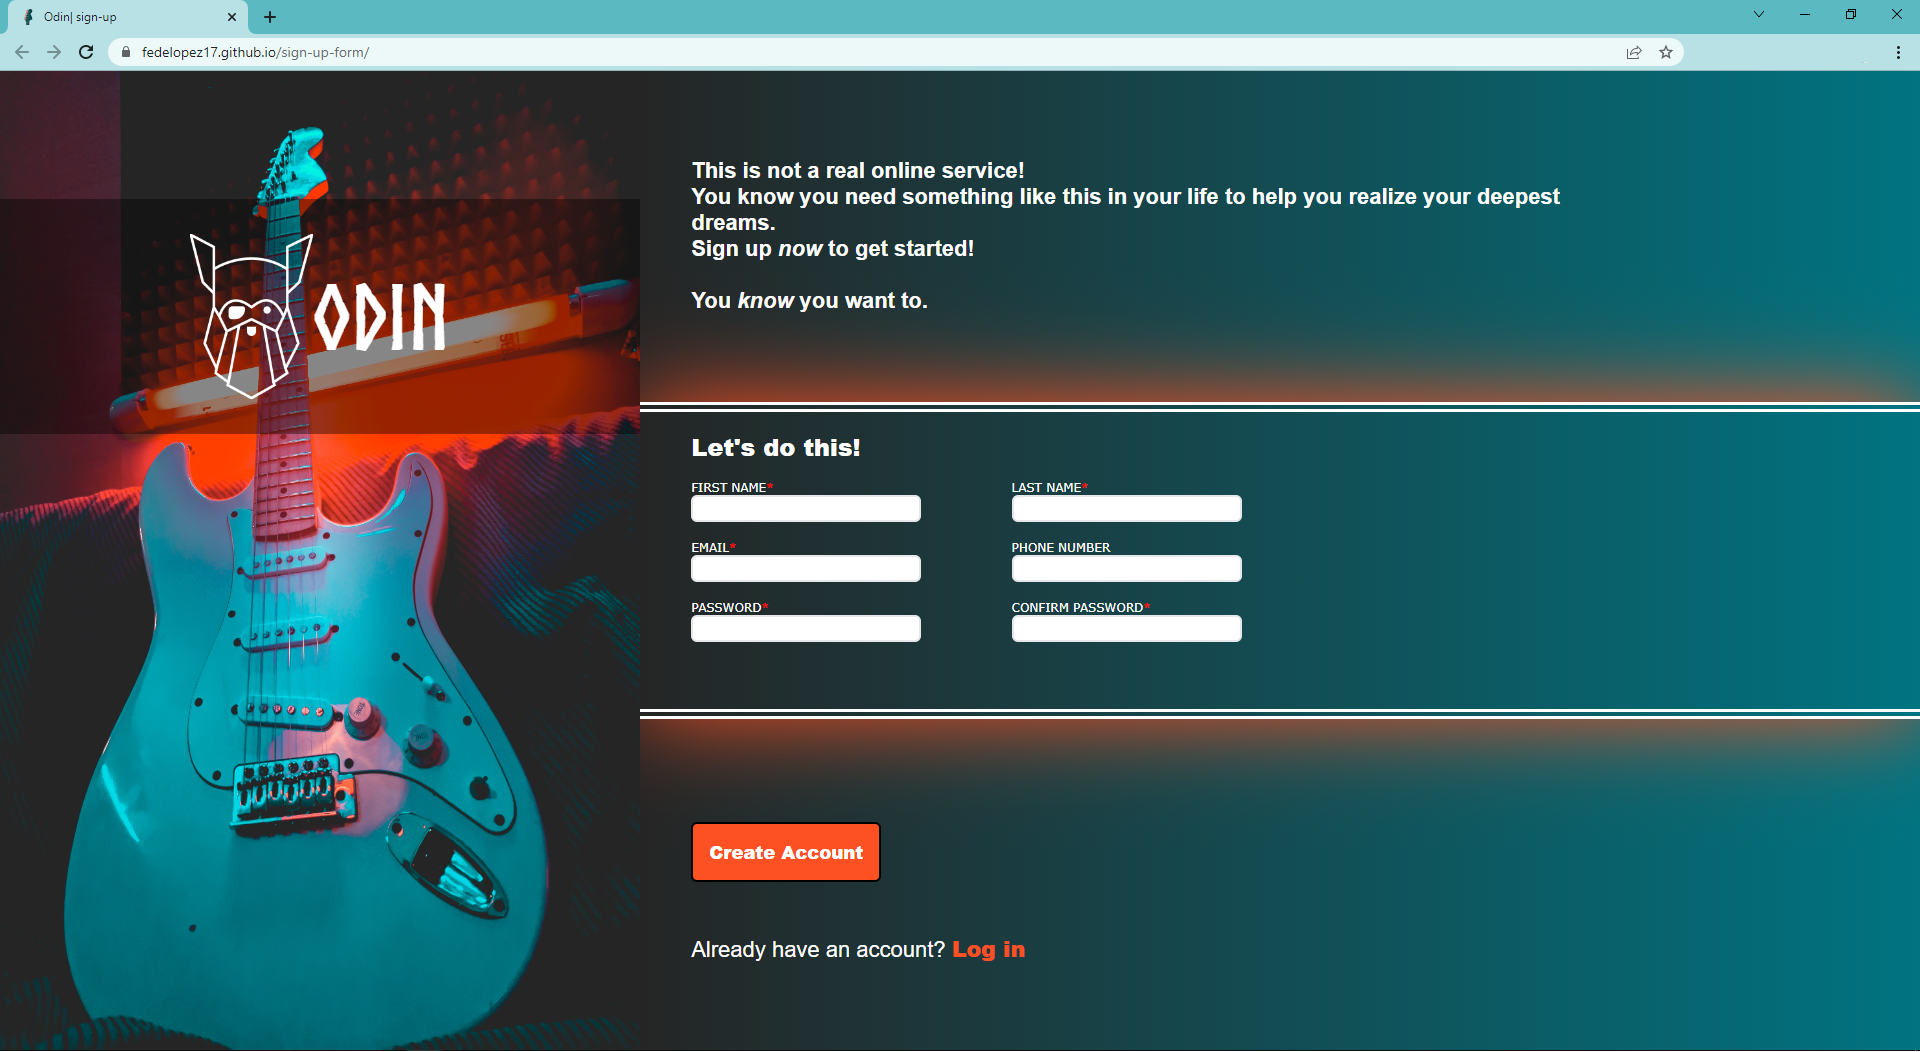 Odin| sign-up
fedelopez17.github.io/sign-up-form/
ODIN
This is not a real online service!
You know you need something like this in your life to help you realize your deepest
dreams.
Sign up now to get started!
You know you want to.
Let's do this!
FIRST NAME*
LAST NAME*
EMAIL*
PHONE NUMBER
PASSWORD*
CONFIRM PASSWORD*
Create Account
Already have an account? Log in